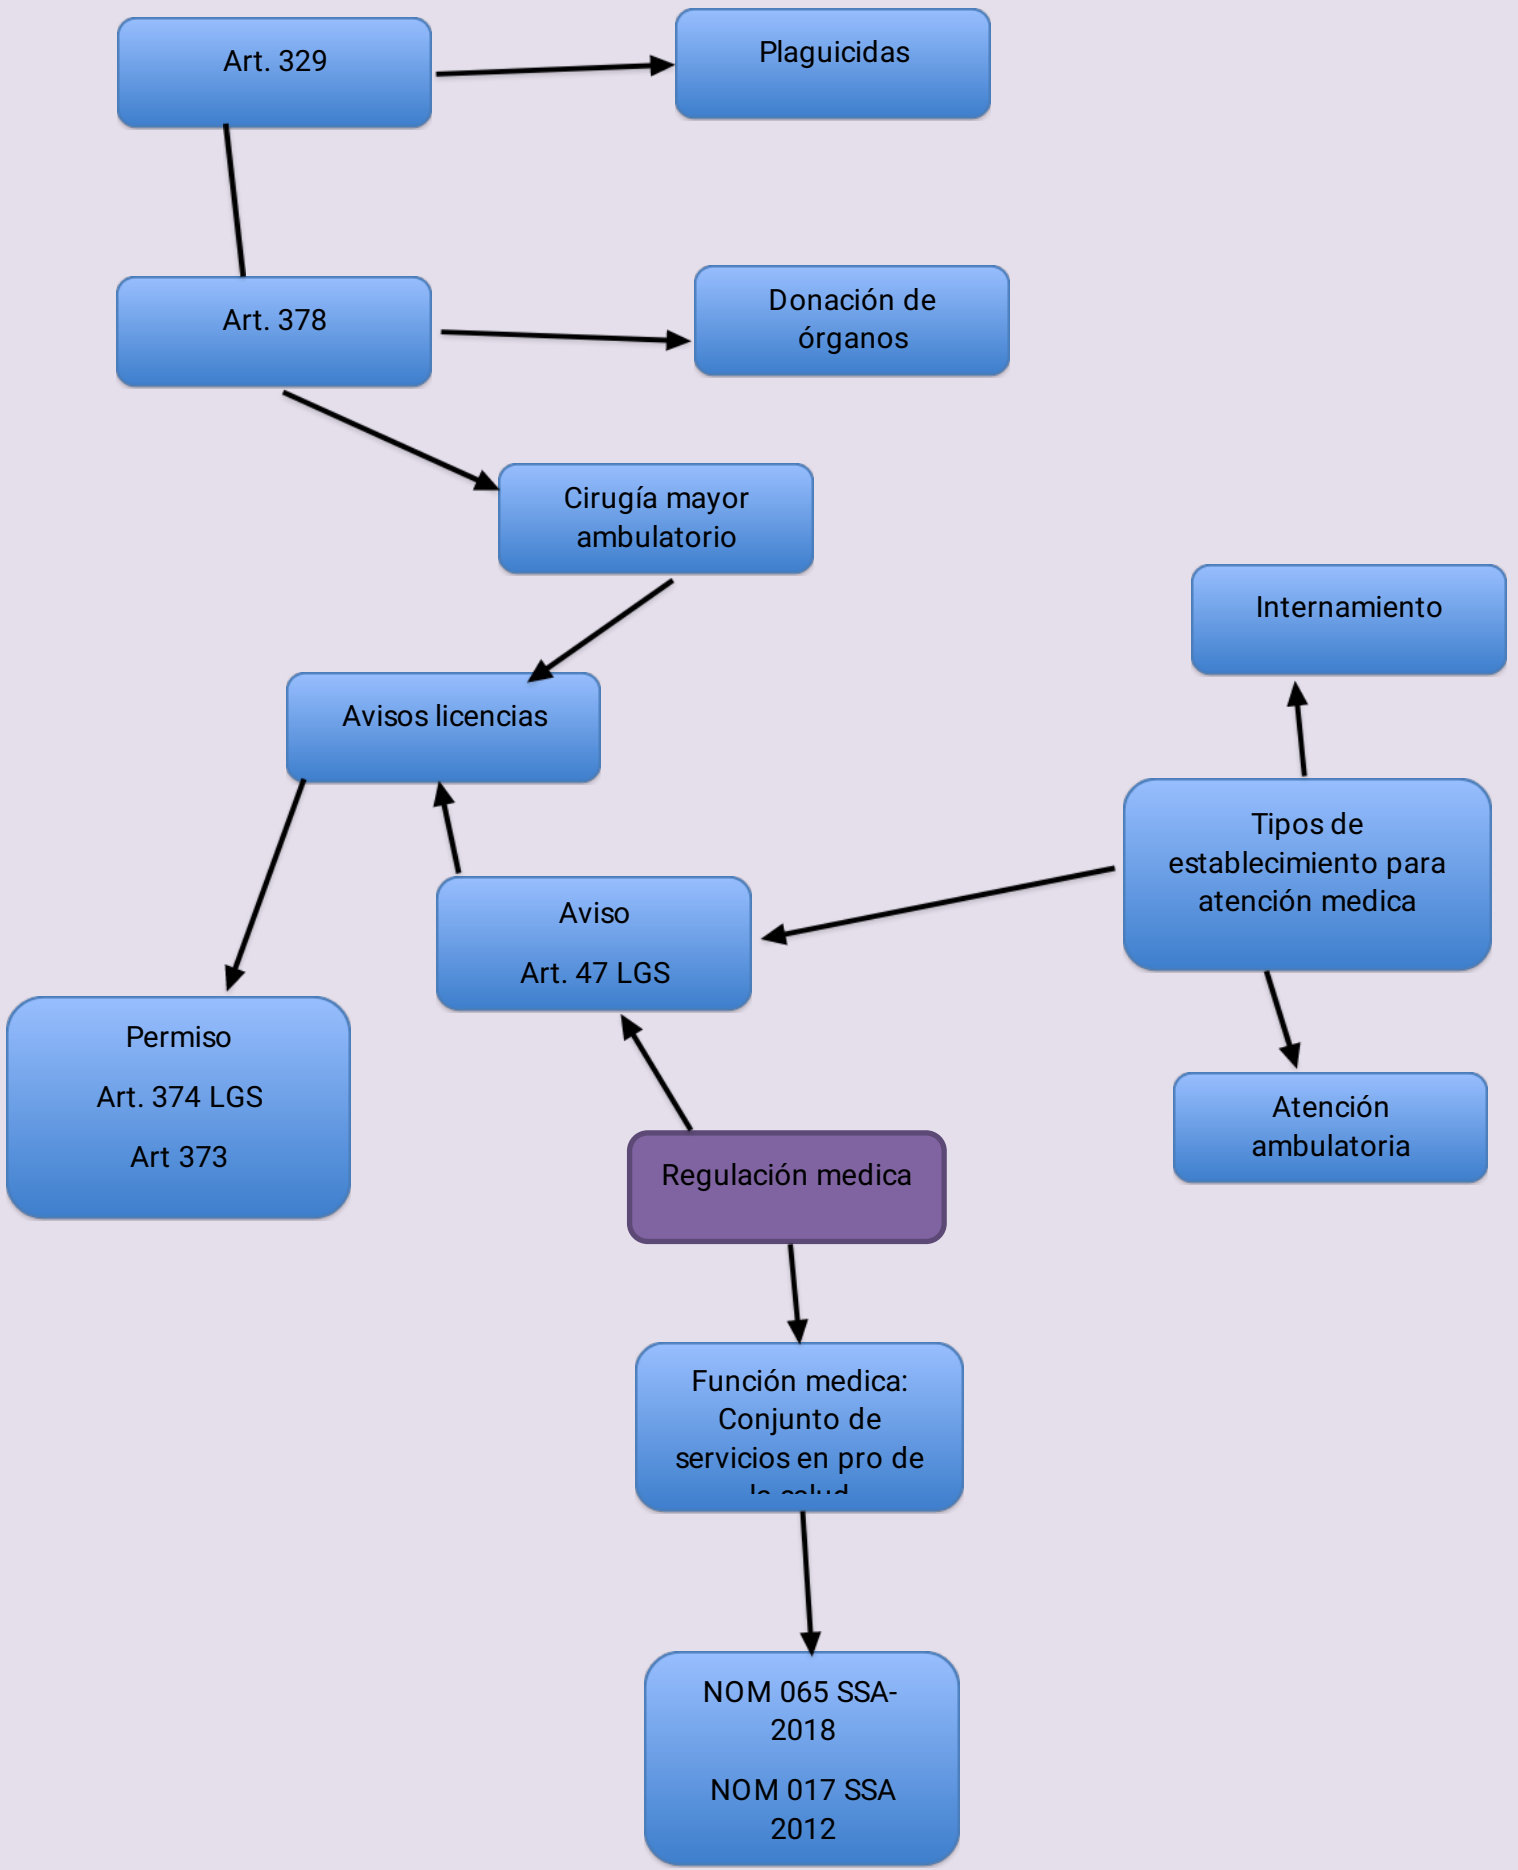 Art. 329
Plaguicidas
Art. 378
Donación de
órganos
Cirugía mayor
ambulatorio
Internamiento
Avisos licencias
Tipos de
establecimiento para
atención medica
Aviso
Art. 47 LGS
Permiso
Art. 374 LGS
Art 373
Atención
ambulatoria
Regulación medica
Función medica:
Conjunto de
servicios en pro de
la salud
NOM 065 SSA-
2018
NOM 017 SSA
2012